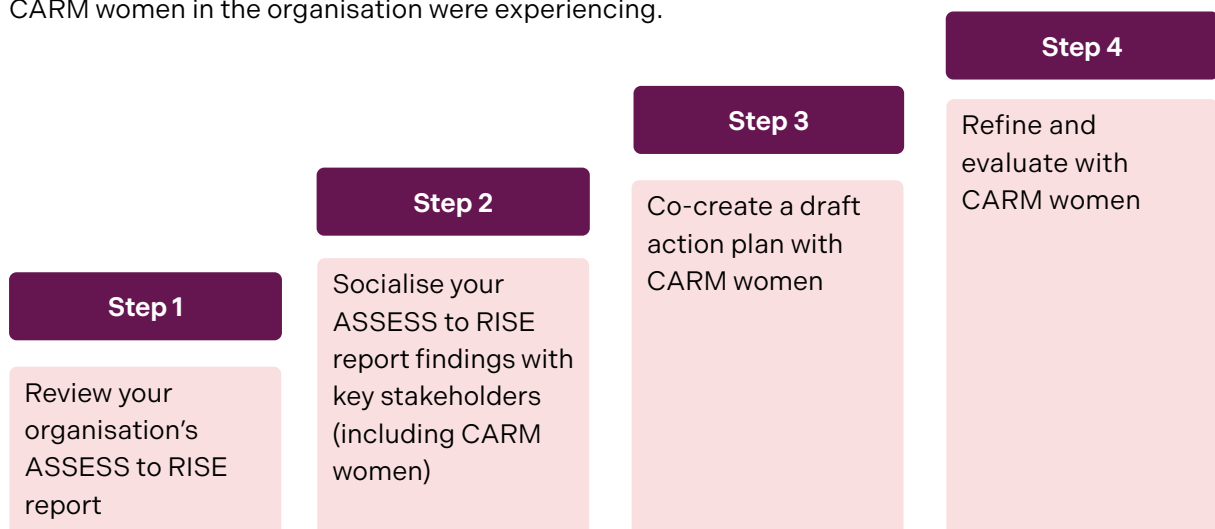 CARM women in the organisation were experiencing.
Step 1
Review your
organisation’s
ASSESS to RISE
report
Step 2
Socialise your
ASSESS to RISE
report findings with
key stakeholders
(including CARM
women)
Step 3
Co-create a draft
action plan with
CARM women
Step 4
Refine and
evaluate with
CARM women